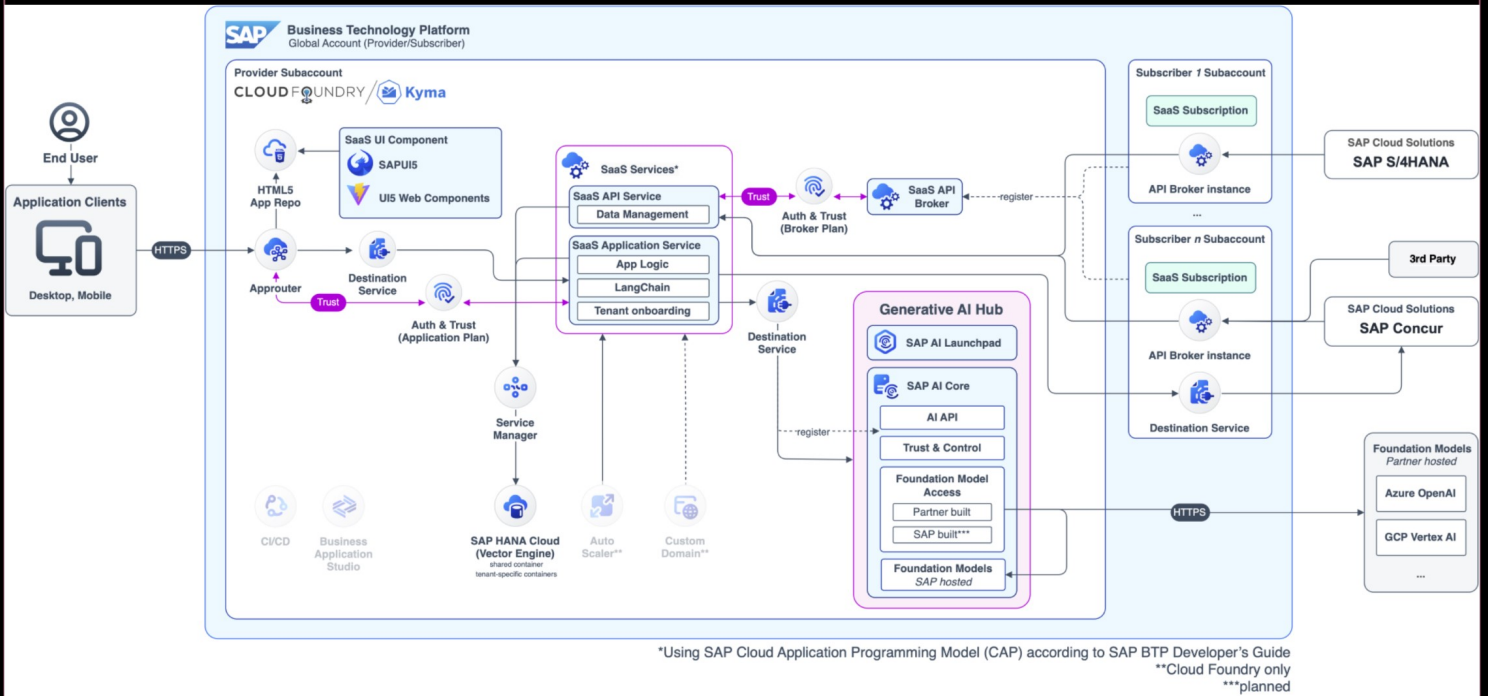 SAP
Business Technology Platform
Global Account (Provider/Subscriber)
Provider Subaccount
CLOUD FOUNDRY / Kyma
End User
Application Clients
Desktop, Mobile
HTTPS
HTML5
App Repo
SaaS UI Component
SAPUI5
UI5 Web Components
Approuter
Destination
Service
Trust
Auth & Trust
(Application Plan)
SaaS Services*
SaaS API Service
Data Management
SaaS Application Service
App Logic
LangChain
Tenant onboarding
Trust
Auth & Trust
(Broker Plan)
SaaS API
Broker
register
Destination
Service
Service
Manager
SAP HANA Cloud
(Vector Engine)
shared container
tenant-specific containers
CI/CD
Business
Application
Studio
Auto
Scaler**
Custom
Domain**
register
Generative AI Hub
SAP AI Launchpad
SAP AI Core
AI API
Trust & Control
Foundation Model
Access
Partner built
SAP built***
Foundation Models
SAP hosted
Subscriber 1 Subaccount
SaaS Subscription
API Broker instance
...
Subscriber n Subaccount
SaaS Subscription
API Broker instance
Destination Service
HTTPS
SAP Cloud Solutions
SAP S/4HANA
3rd Party
SAP Cloud Solutions
SAP Concur
Foundation Models
Partner hosted
Azure OpenAI
GCP Vertex AI
...
*Using SAP Cloud Application Programming Model (CAP) according to SAP BTP Developer's Guide
**Cloud Foundry only
***planned